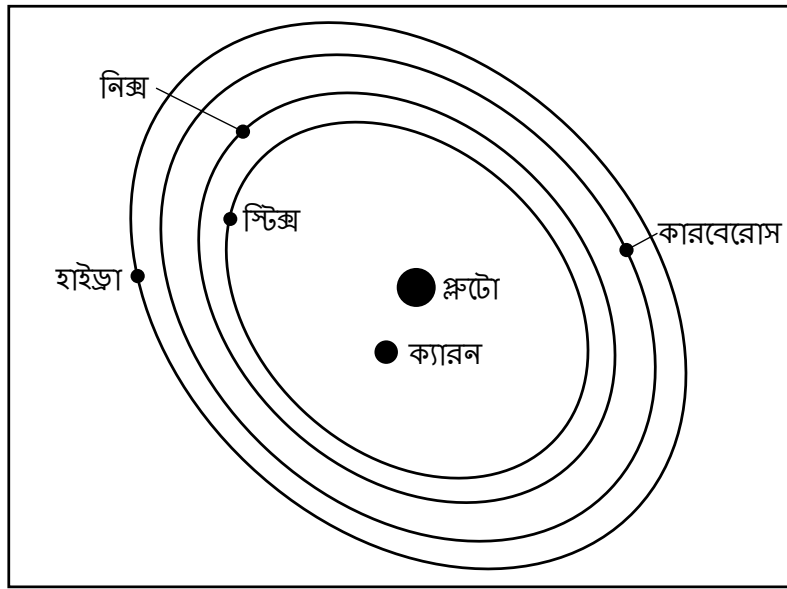 নিক্স
স্টিক্স
কারবেরোস
হাইড্রা
প্লুটো
ক্যারন